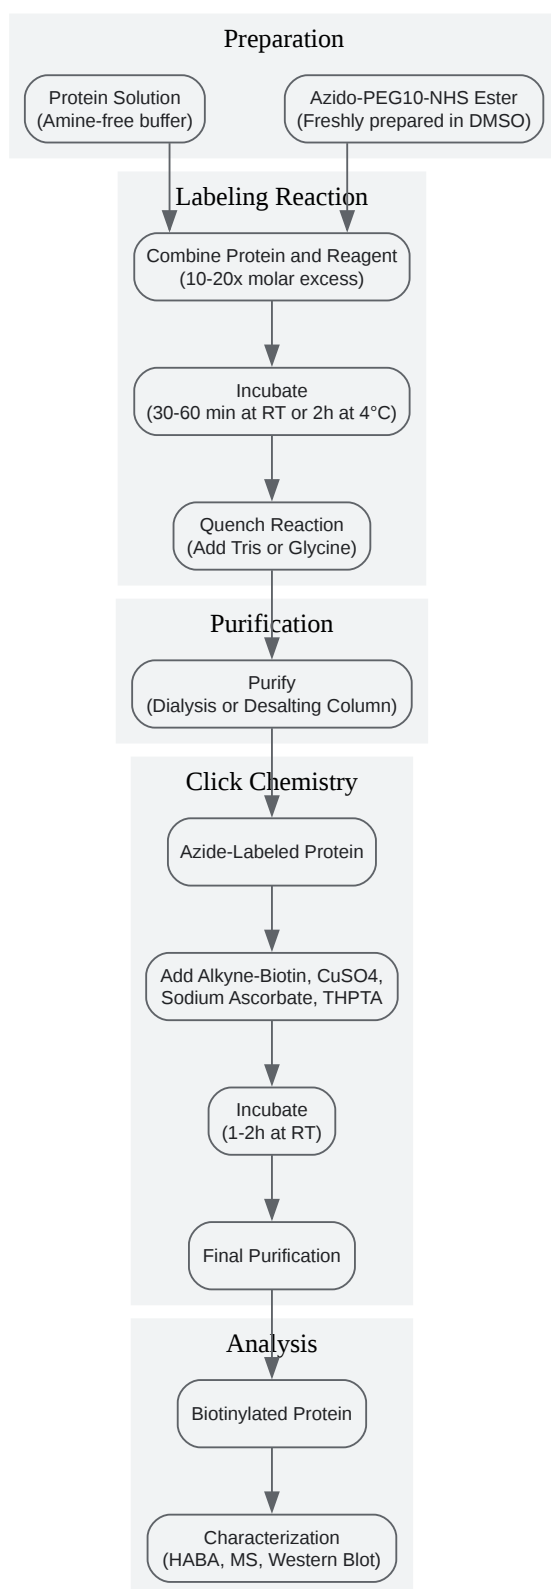 Preparation
Protein Solution
(Amine-free buffer)
Azido-PEG10-NHS Ester
(Freshly prepared in DMSO)
Labeling Reaction
Combine Protein and Reagent
(10-20x molar excess)
Incubate
(30-60 min at RT or 2h at 4°C)
Quench Reaction
(Add Tris or Glycine)
Purification
Purify
(Dialysis or Desalting Column)
Click Chemistry
Azide-Labeled Protein
Add Alkyne-Biotin, CuSO4,
Sodium Ascorbate, THPTA
Incubate
(1-2h at RT)
Final Purification
Analysis
Biotinylated Protein
Characterization
(HABA, MS, Western Blot)